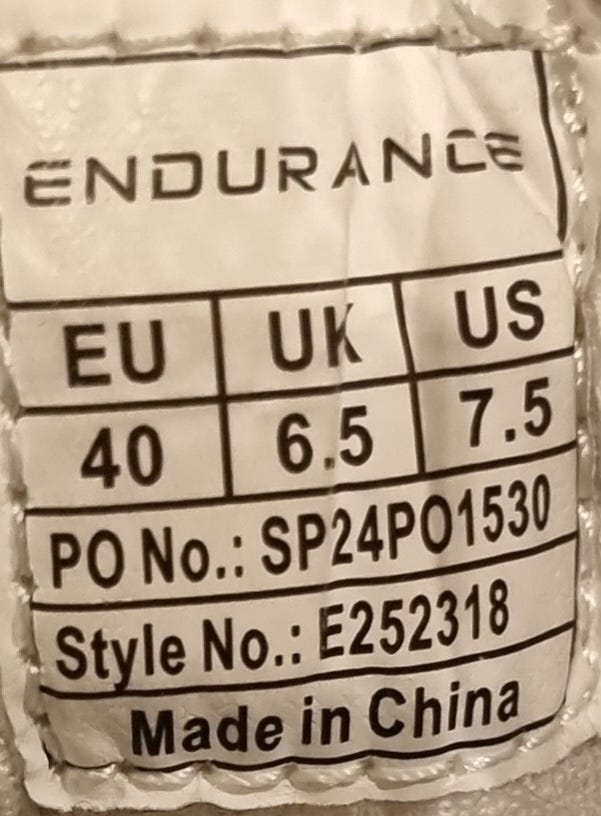 ENDURANCE
EU UK US
40 6.5 7.5
PO No.: SP24PO1530
Style No.: E252318
Made in China